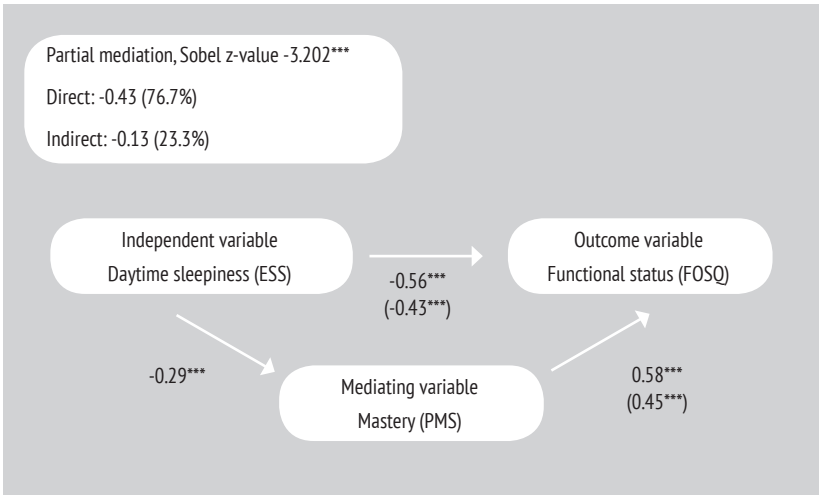 Partial mediation, Sobel z-value -3.202***
Direct: -0.43 (76.7%)
Indirect: -0.13 (23.3%)
Independent variable
Daytime sleepiness (ESS)
Outcome variable
Functional status (FOSQ)
-0.56***
(-0.43***)
-0.29***
Mediating variable
Mastery (PMS)
0.58***
(0.45***)